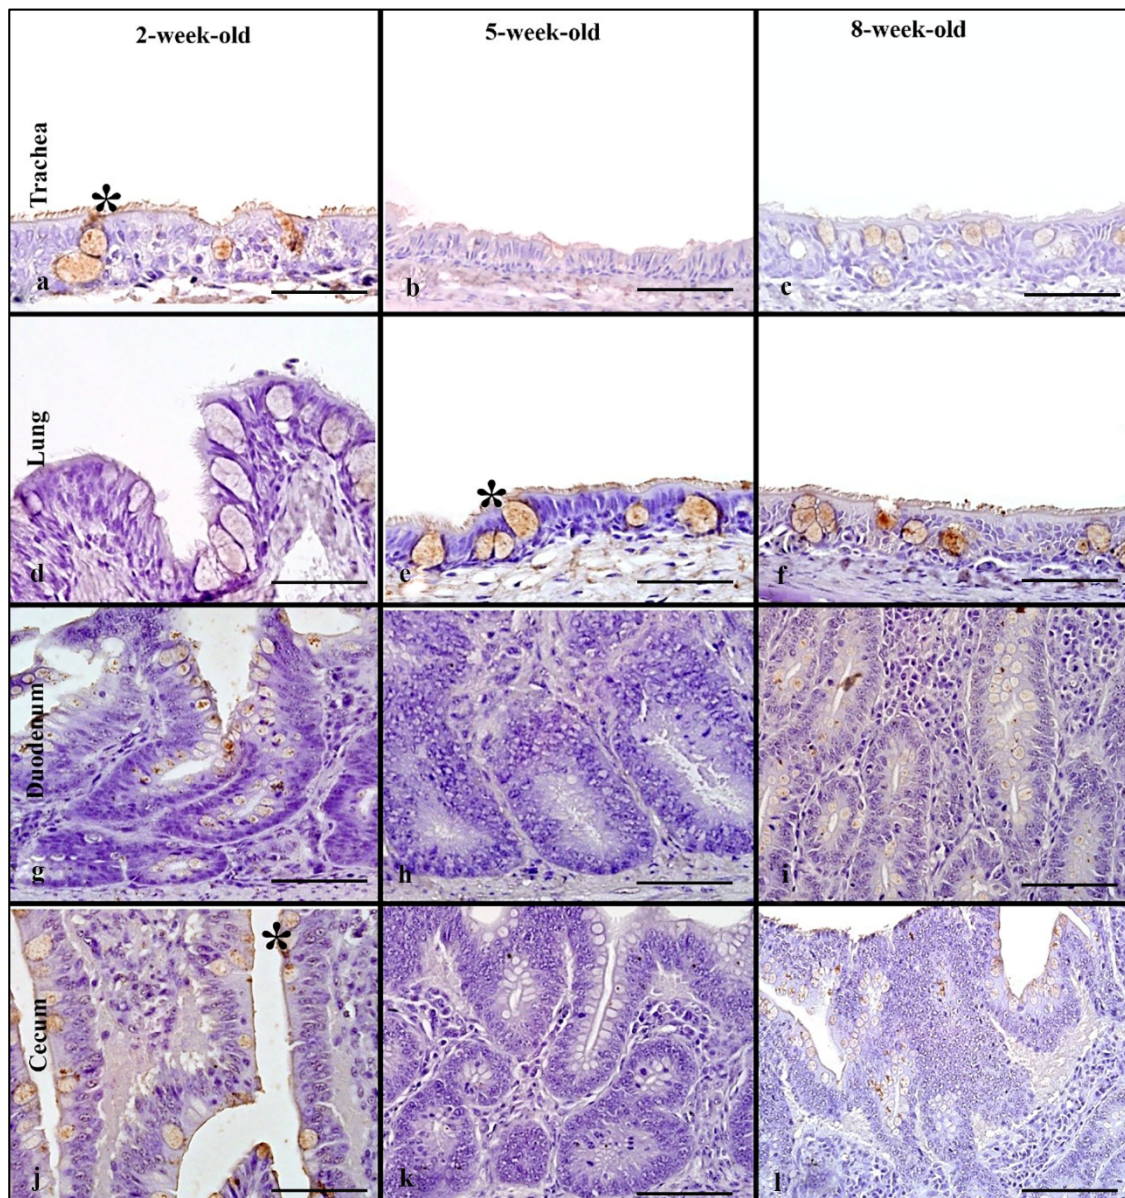 2-week-old
5-week-old
8-week-old
Trachea
a
b
c
Lung
d
e
f
Duodenum
g
h
i
Cecum
j
k
l